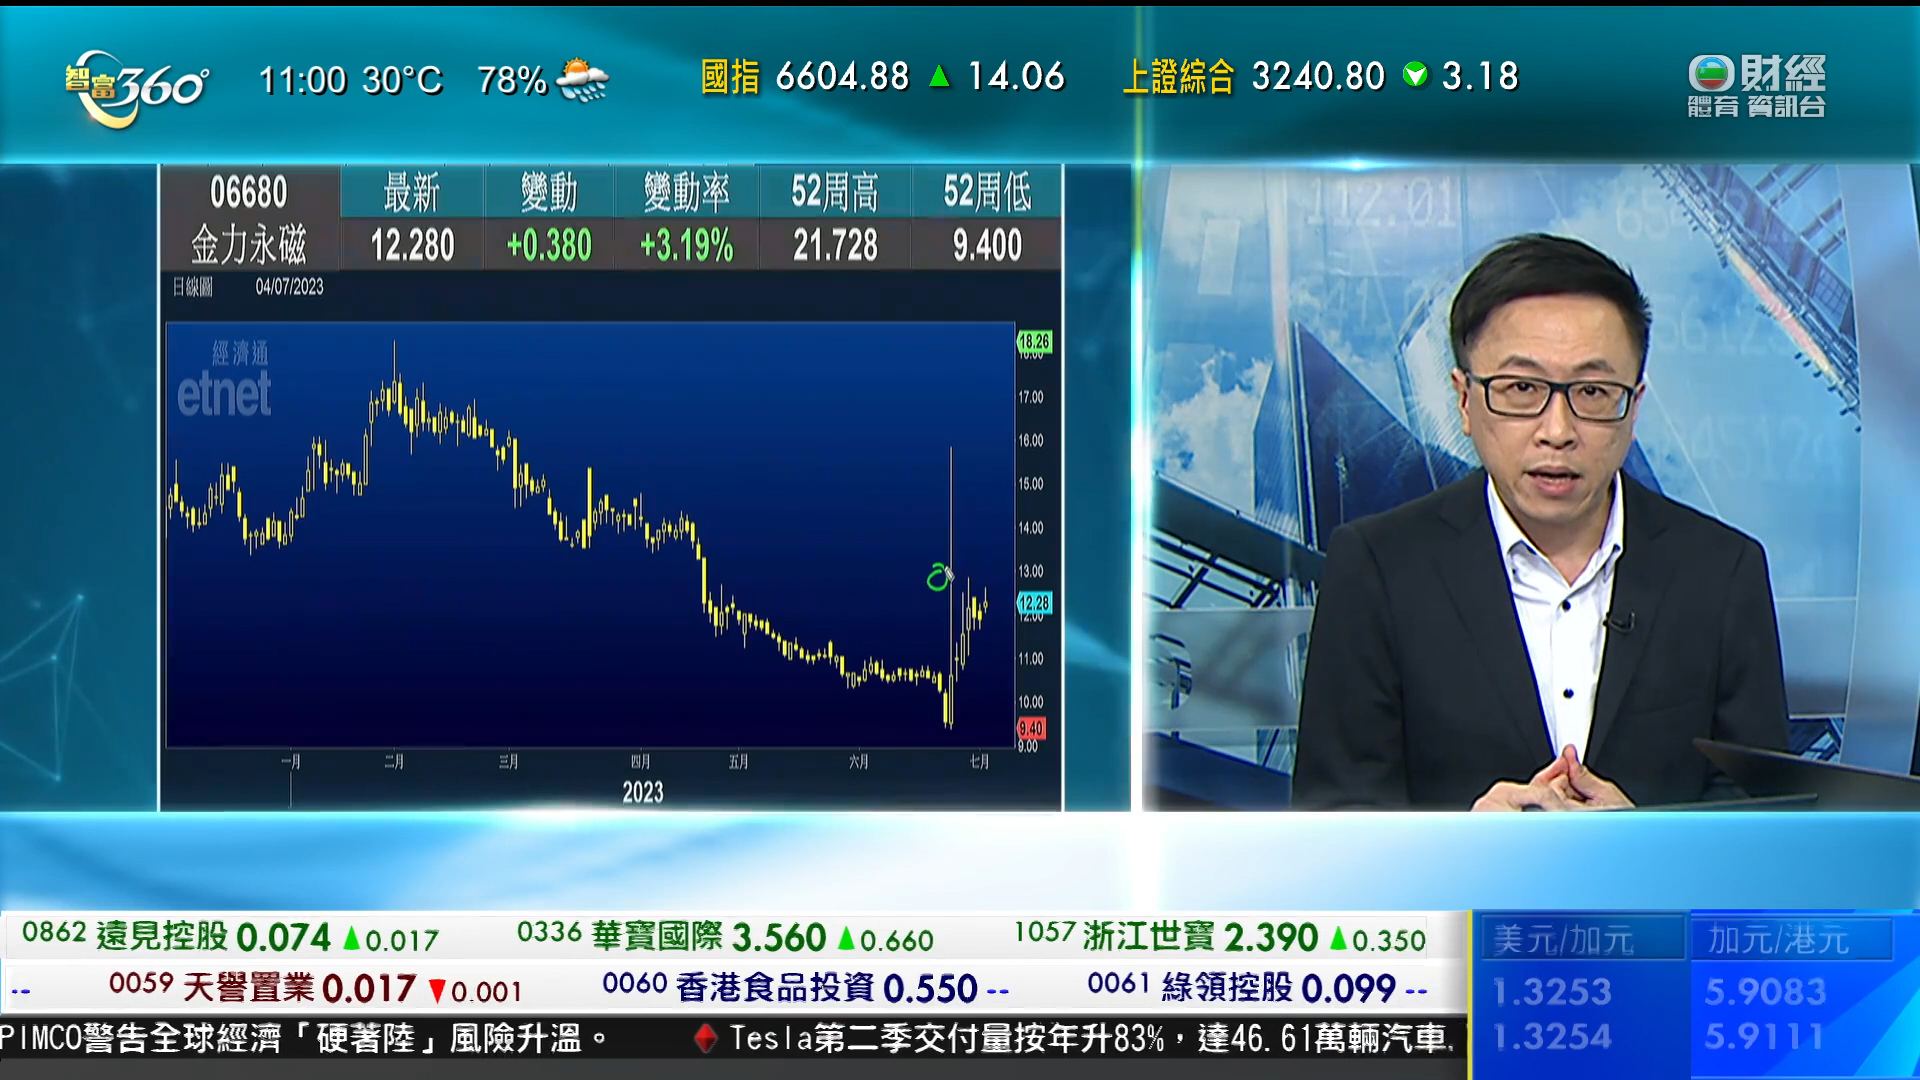 智富360°
11:00 30°C 78%
國指 6604.88 ▲ 14.06
上證綜合 3240.80 ▼ 3.18
財經
體育 資訊台
06680 最新 變動 變動率 52周高 52周低
金力永磁 12.280 +0.380 +3.19% 21.728 9.400
日線圖 04/07/2023
經濟通
etnet
18.26
18.00
17.00
16.00
15.00
14.00
13.00
12.28
12.00
11.00
10.00
9.40
9.00
一月 二月 三月 四月 五月 六月 七月
2023
0862 遠見控股 0.074 ▲ 0.017 0336 華寶國際 3.560 ▲ 0.660 1057 浙江世寶 2.390 ▲ 0.350
-- 0059 天譽置業 0.017 ▼ 0.001 0060 香港食品投資 0.550 -- 0061 綠領控股 0.099 --
PIMCO警告全球經濟「硬著陸」風險升溫。 Tesla第二季交付量按年升83%，達46.61萬輛汽車.
美元/加元 加元/港元
1.3253 5.9083
1.3254 5.9111